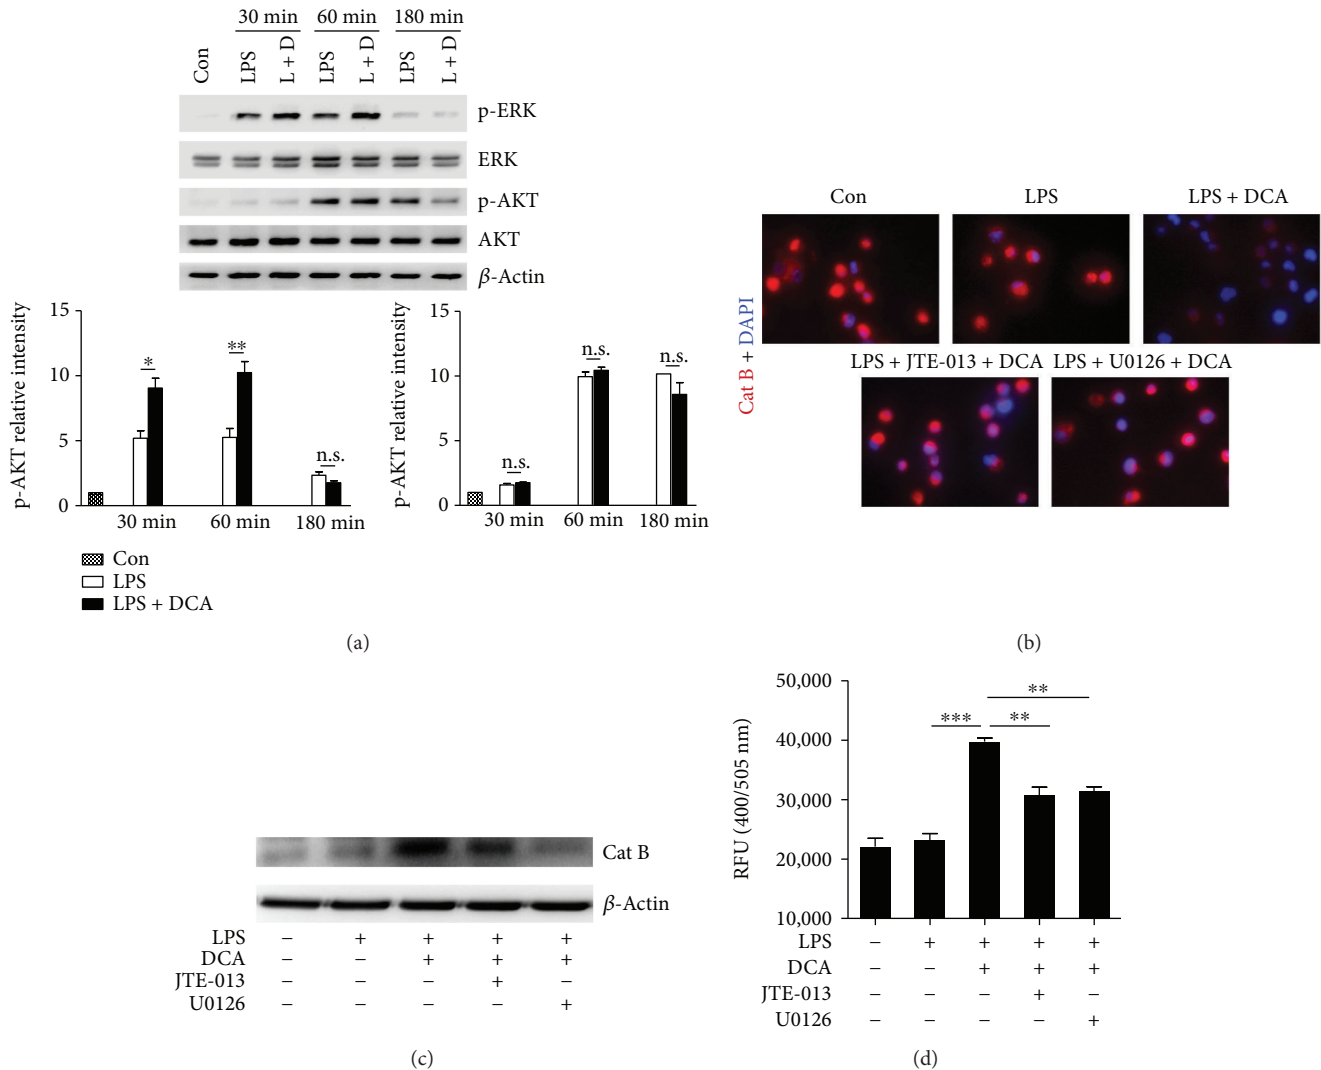 30 min 60 min 180 min
Con LPS L + D LPS L + D LPS L + D
p-ERK
ERK
p-AKT
AKT
β-Actin
p-AKT relative intensity
15
10
5
0
* ** n.s.
30 min 60 min 180 min
p-AKT relative intensity
15
10
5
0
n.s. n.s. n.s.
30 min 60 min 180 min
Con
LPS
LPS + DCA
(a)
Con LPS LPS + DCA
Cat B + DAPI
LPS + JTE-013 + DCA LPS + U0126 + DCA
(b)
Cat B
β-Actin
LPS − + + + +
DCA − − + + +
JTE-013 − − − + −
U0126 − − − − +
(c)
RFU (400/505 nm)
50,000
40,000
30,000
20,000
10,000
**
*** **
LPS − + + + +
DCA − − + + +
JTE-013 − − − + −
U0126 − − − − +
(d)